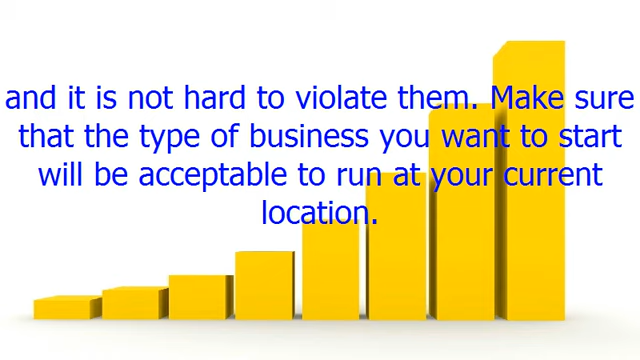 and it is not hard to violate them. Make sure
that the type of business you want to start
will be acceptable to run at your current
location.